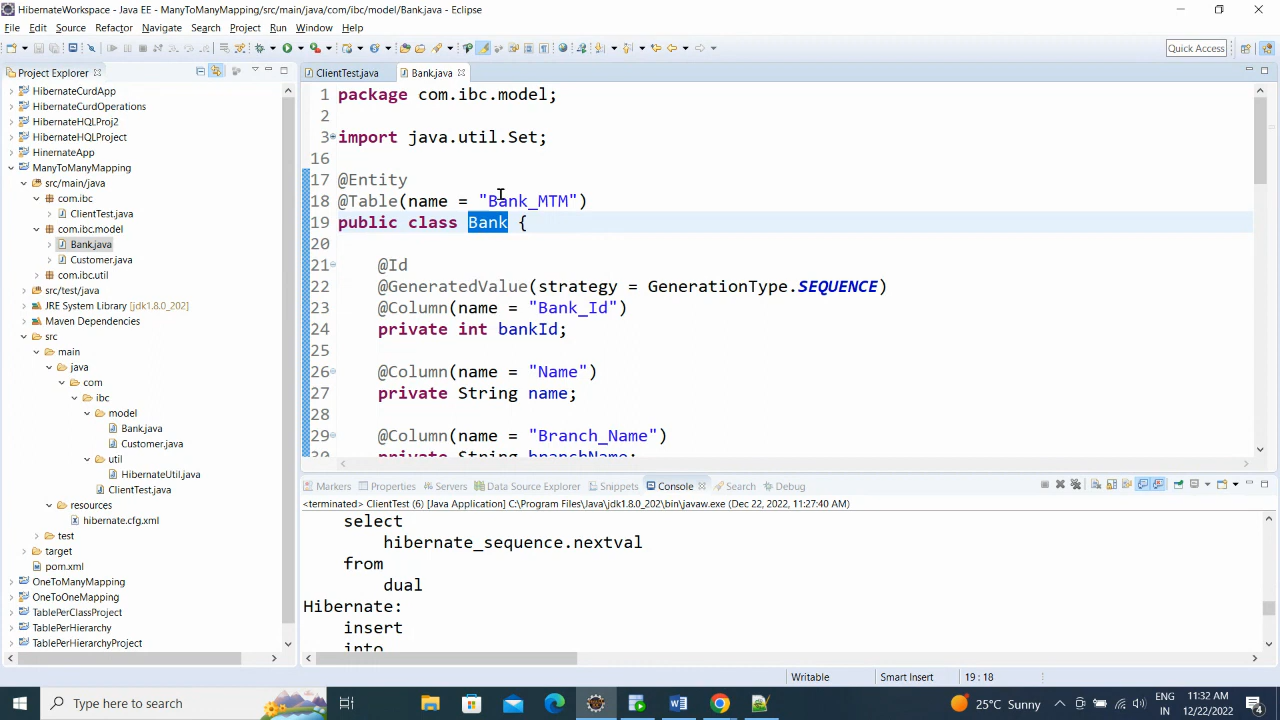 HibernateWorkspace - Java EE - ManyToManyMapping/src/main/java/com/ibc/model/Bank.java - Eclipse
File Edit Source Refactor Navigate Search Project Run Window Help
Quick Access
Project Explorer
HibernateCurdApp
HibernateCurdOperations
HibernateHQLProj2
HibernateHQLProject
HinernateApp
ManyToManyMapping
src/main/java
com.ibc
ClientTest.java
com.ibc.model
Bank.java
Customer.java
com.ibc.util
src/test/java
JRE System Library [jdk1.8.0_202]
Maven Dependencies
src
main
java
com
ibc
model
Bank.java
Customer.java
util
HibernateUtil.java
ClientTest.java
resources
hibernate.cfg.xml
test
target
pom.xml
OneToManyMapping
OneToOneMapping
TablePerClassProject
TablePerHierarchy
TablePerHierarchyProject
ClientTest.java Bank.java
1 package com.ibc.model;
2
3 import java.util.Set;
16
17 @Entity
18 @Table(name = "Bank_MTM")
19 public class Bank {
20
21 @Id
22 @GeneratedValue(strategy = GenerationType.SEQUENCE)
23 @Column(name = "Bank_Id")
24 private int bankId;
25
26 @Column(name = "Name")
27 private String name;
28
29 @Column(name = "Branch_Name")
30 private String branchName;
Markers Properties Servers Data Source Explorer Snippets Console Search Debug
<terminated> ClientTest (6) [Java Application] C:\Program Files\Java\jdk1.8.0_202\bin\javaw.exe (Dec 22, 2022, 11:27:40 AM)
select
hibernate_sequence.nextval
from
dual
Hibernate:
insert
into
Writable Smart Insert 19 : 18
Type here to search
25°C Sunny
ENG
IN
11:32 AM
12/22/2022
4